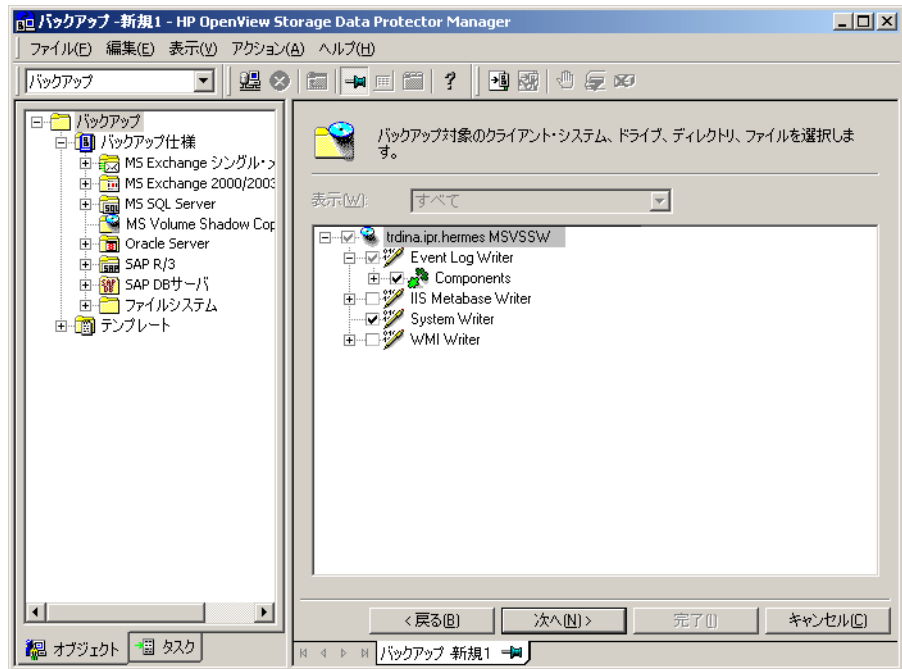 バックアップ -新規1 - HP OpenView Storage Data Protector Manager
ファイル(F) 編集(E) 表示(V) アクション(A) ヘルプ(H)
バックアップ
バックアップ
バックアップ仕様
MS Exchange シングル・メ
MS Exchange 2000/2003
MS SQL Server
MS Volume Shadow Cop
Oracle Server
SAP R/3
SAP DBサーバ
ファイルシステム
テンプレート
オブジェクト タスク
バックアップ対象のクライアント・システム、ドライブ、ディレクトリ、ファイルを選択しま
す。
表示(W): すべて
trdina.ipr.hermes MSVSSW
Event Log Writer
Components
IIS Metabase Writer
System Writer
WMI Writer
< 戻る(B) 次へ(N) > 完了(I) キャンセル(C)
バックアップ 新規1